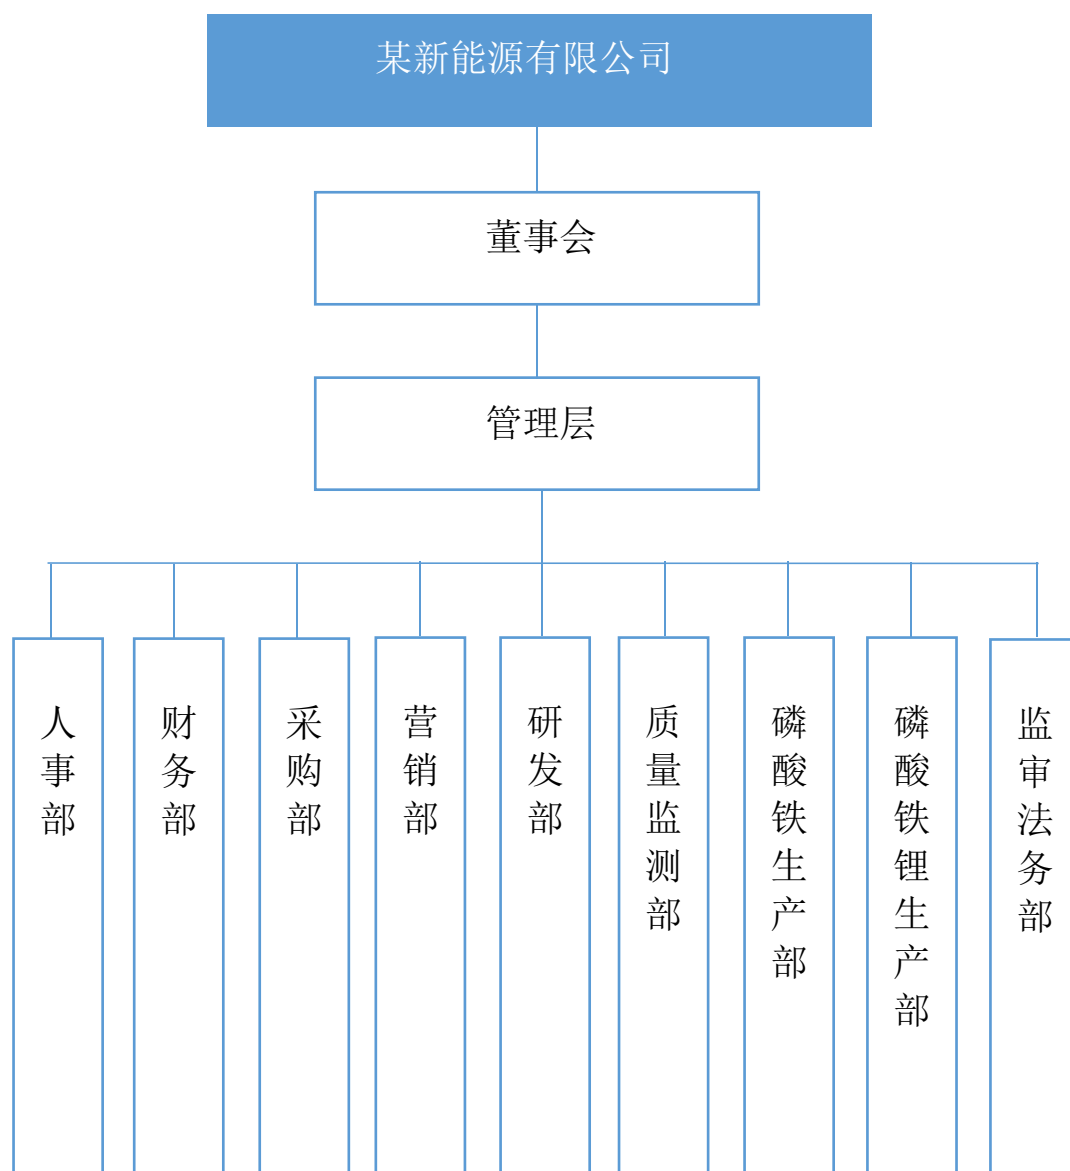 某新能源有限公司
董事会
管理层
人事部
财务部
采购部
营销部
研发部
质量监测部
磷酸铁生产部
磷酸铁锂生产部
监审法务部